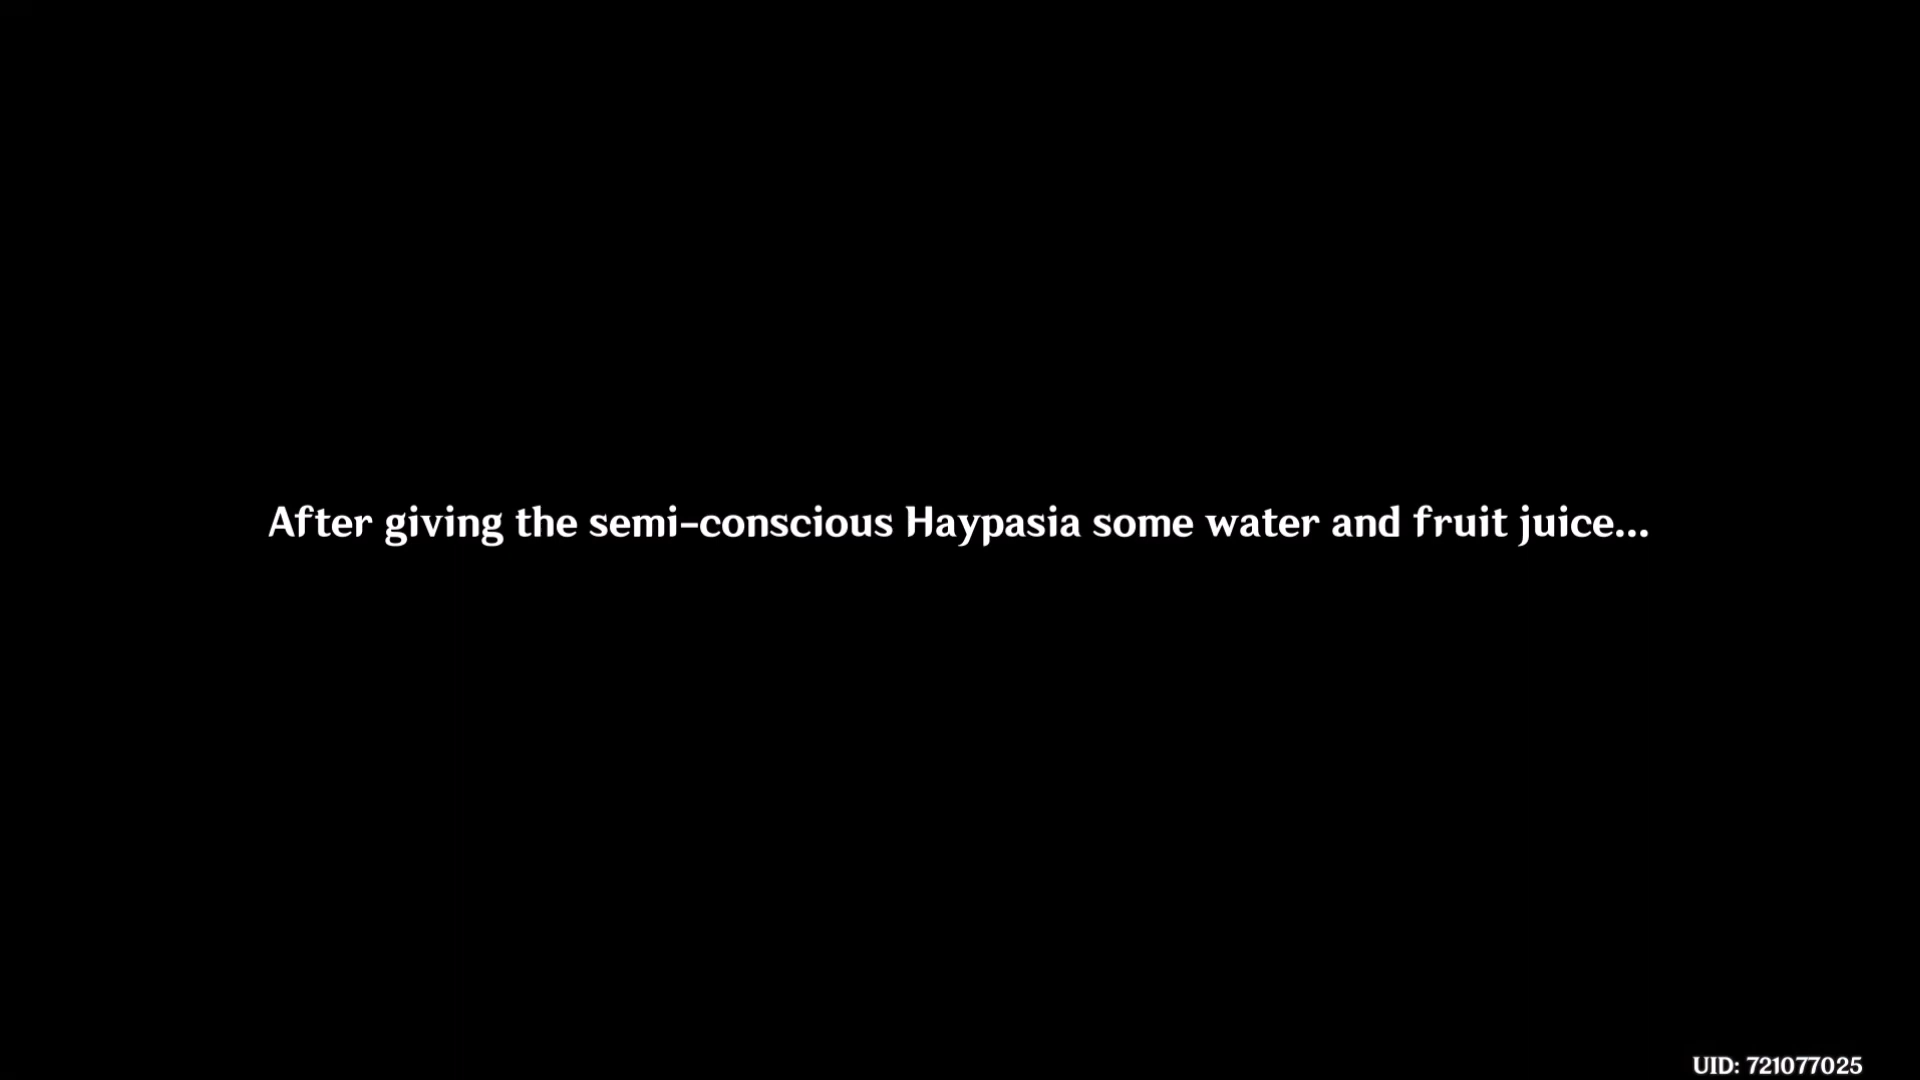 After giving the semi-conscious Haypasia some water and fruit juice...
UID: 721077025